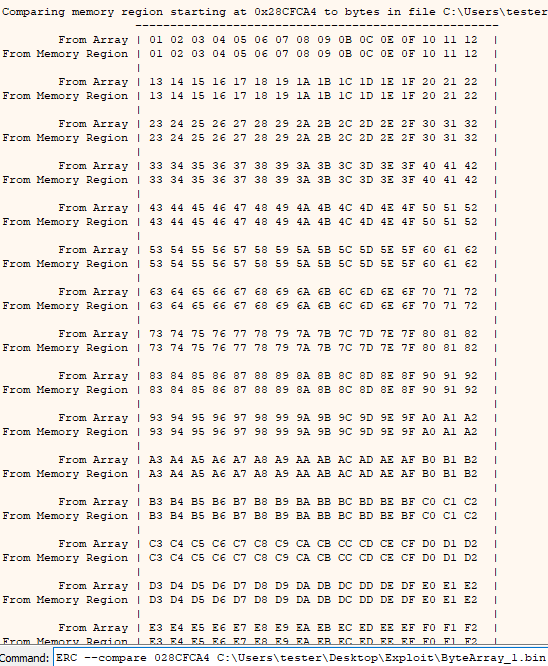 Comparing memory region starting at 0x28CFCA4 to bytes in file C:\Users\tester
----------------------------------------------------
From Array | 01 02 03 04 05 06 07 08 09 0B 0C 0E 0F 10 11 12 |
From Memory Region | 01 02 03 04 05 06 07 08 09 0B 0C 0E 0F 10 11 12 |
From Array | 13 14 15 16 17 18 19 1A 1B 1C 1D 1E 1F 20 21 22 |
From Memory Region | 13 14 15 16 17 18 19 1A 1B 1C 1D 1E 1F 20 21 22 |
From Array | 23 24 25 26 27 28 29 2A 2B 2C 2D 2E 2F 30 31 32 |
From Memory Region | 23 24 25 26 27 28 29 2A 2B 2C 2D 2E 2F 30 31 32 |
From Array | 33 34 35 36 37 38 39 3A 3B 3C 3D 3E 3F 40 41 42 |
From Memory Region | 33 34 35 36 37 38 39 3A 3B 3C 3D 3E 3F 40 41 42 |
From Array | 43 44 45 46 47 48 49 4A 4B 4C 4D 4E 4F 50 51 52 |
From Memory Region | 43 44 45 46 47 48 49 4A 4B 4C 4D 4E 4F 50 51 52 |
From Array | 53 54 55 56 57 58 59 5A 5B 5C 5D 5E 5F 60 61 62 |
From Memory Region | 53 54 55 56 57 58 59 5A 5B 5C 5D 5E 5F 60 61 62 |
From Array | 63 64 65 66 67 68 69 6A 6B 6C 6D 6E 6F 70 71 72 |
From Memory Region | 63 64 65 66 67 68 69 6A 6B 6C 6D 6E 6F 70 71 72 |
From Array | 73 74 75 76 77 78 79 7A 7B 7C 7D 7E 7F 80 81 82 |
From Memory Region | 73 74 75 76 77 78 79 7A 7B 7C 7D 7E 7F 80 81 82 |
From Array | 83 84 85 86 87 88 89 8A 8B 8C 8D 8E 8F 90 91 92 |
From Memory Region | 83 84 85 86 87 88 89 8A 8B 8C 8D 8E 8F 90 91 92 |
From Array | 93 94 95 96 97 98 99 9A 9B 9C 9D 9E 9F A0 A1 A2 |
From Memory Region | 93 94 95 96 97 98 99 9A 9B 9C 9D 9E 9F A0 A1 A2 |
From Array | A3 A4 A5 A6 A7 A8 A9 AA AB AC AD AE AF B0 B1 B2 |
From Memory Region | A3 A4 A5 A6 A7 A8 A9 AA AB AC AD AE AF B0 B1 B2 |
From Array | B3 B4 B5 B6 B7 B8 B9 BA BB BC BD BE BF C0 C1 C2 |
From Memory Region | B3 B4 B5 B6 B7 B8 B9 BA BB BC BD BE BF C0 C1 C2 |
From Array | C3 C4 C5 C6 C7 C8 C9 CA CB CC CD CE CF D0 D1 D2 |
From Memory Region | C3 C4 C5 C6 C7 C8 C9 CA CB CC CD CE CF D0 D1 D2 |
From Array | D3 D4 D5 D6 D7 D8 D9 DA DB DC DD DE DF E0 E1 E2 |
From Memory Region | D3 D4 D5 D6 D7 D8 D9 DA DB DC DD DE DF E0 E1 E2 |
From Array | E3 E4 E5 E6 E7 E8 E9 EA EB EC ED EE EF F0 F1 F2 |
From Memory Region | E3 E4 E5 E6 E7 E8 E9 EA EB EC ED EE EF F0 F1 F2 |
Command: ERC --compare 028CFCA4 C:\Users\tester\Desktop\Exploit\ByteArray_1.bin